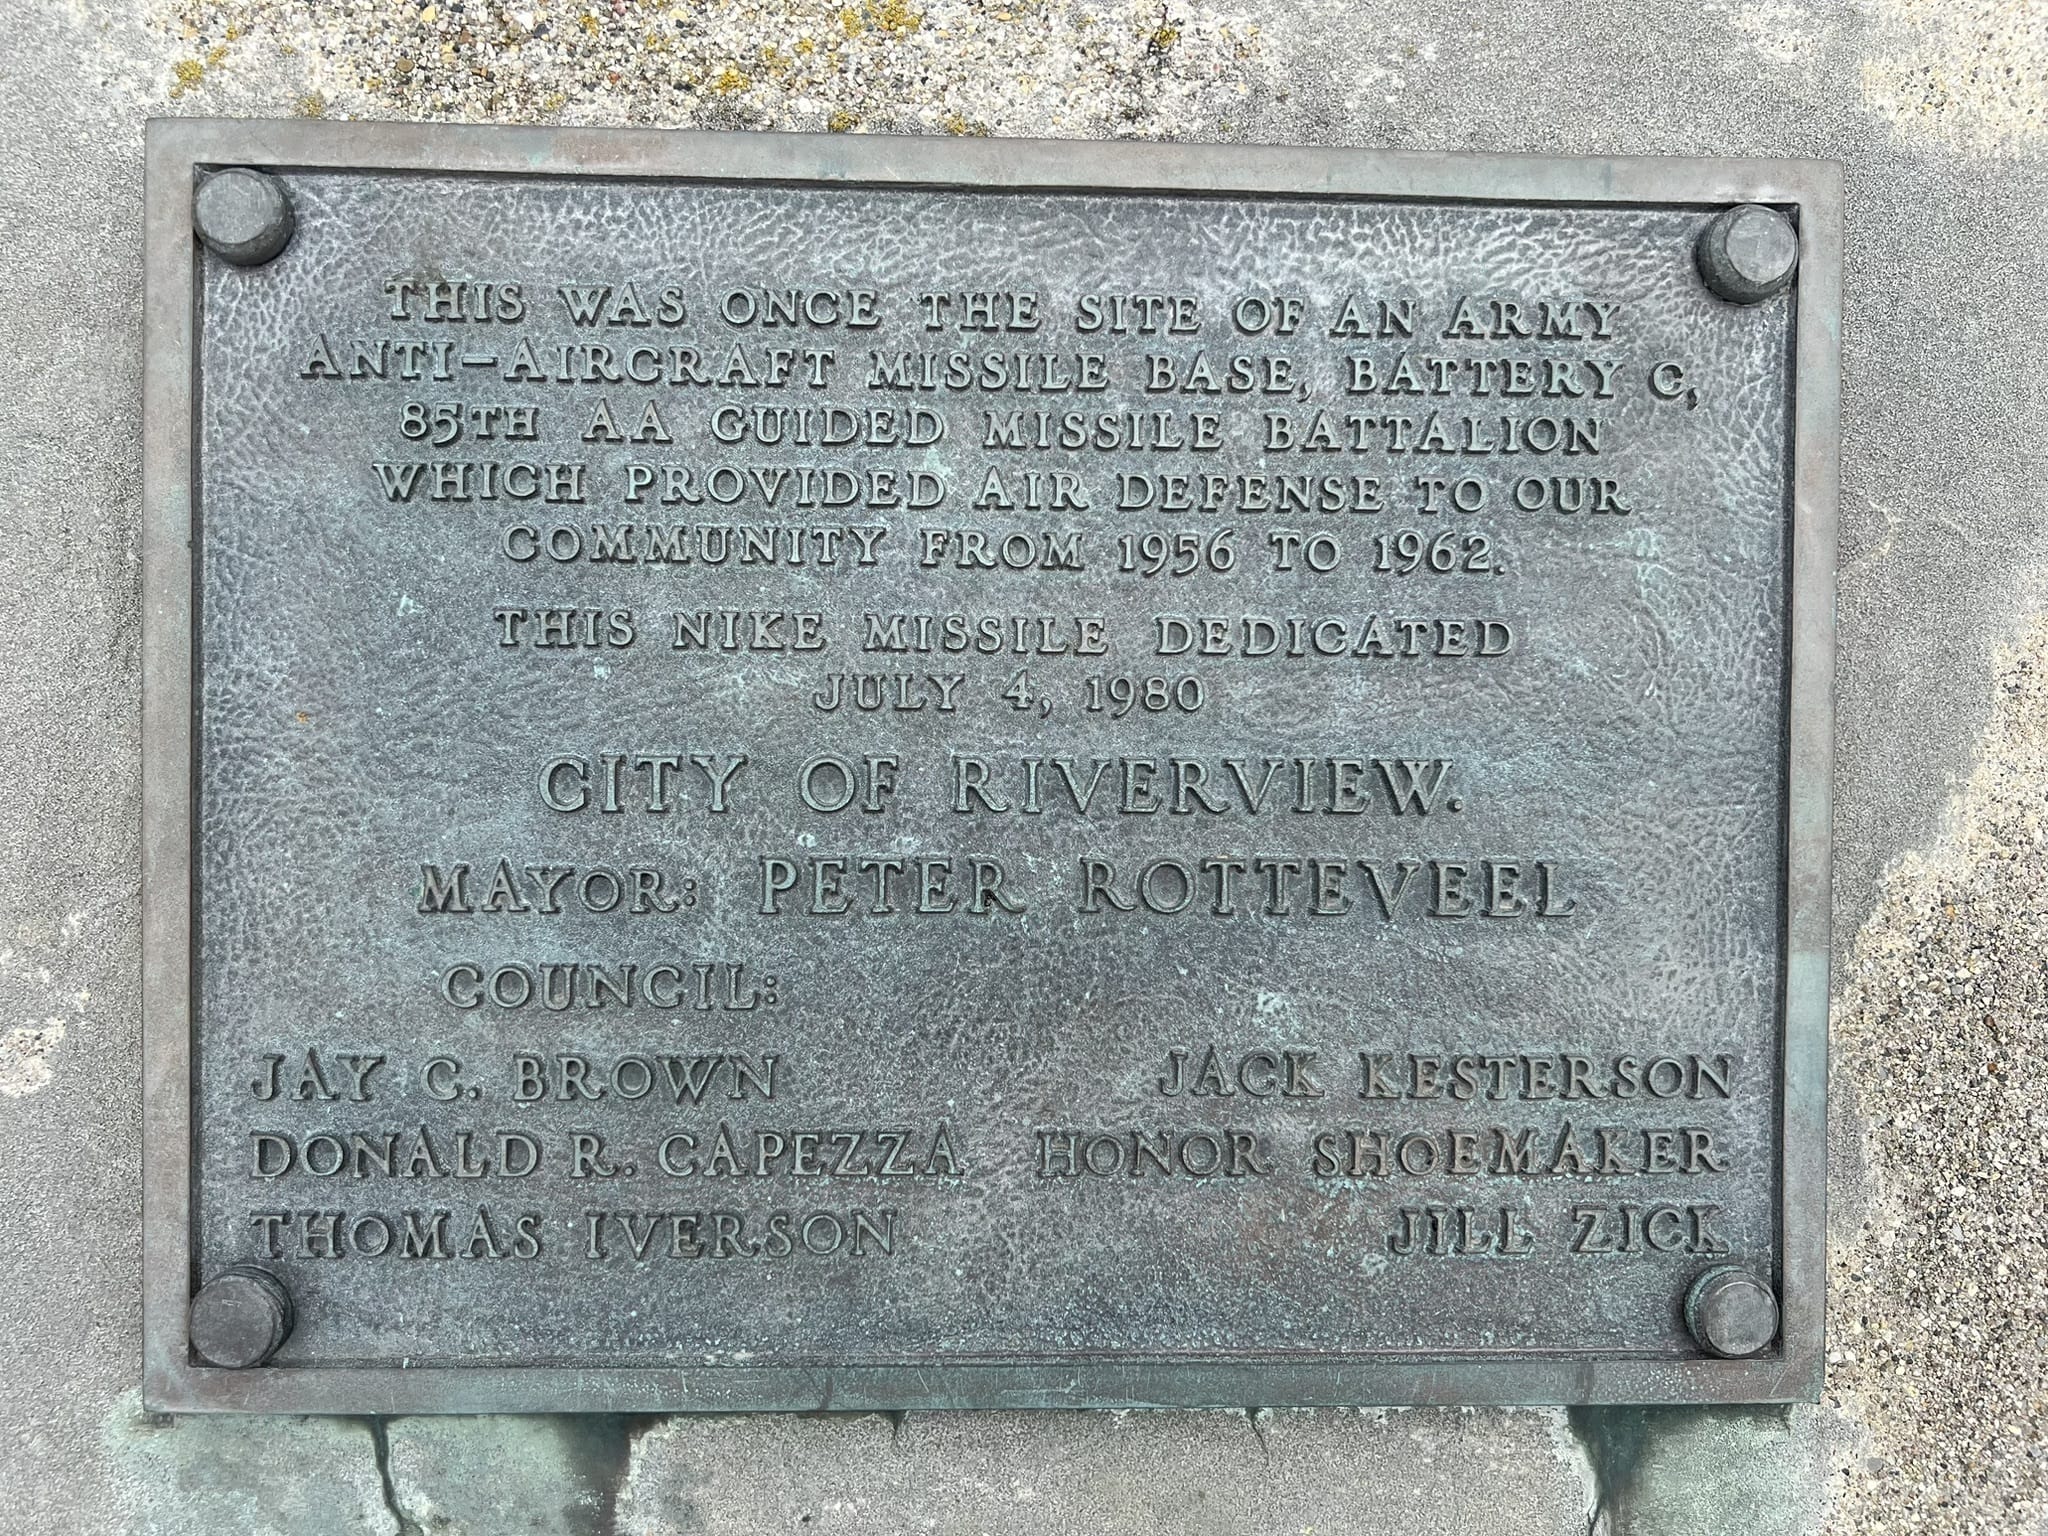 THIS WAS ONCE THE SITE OF AN ARMY
ANTI-AIRCRAFT MISSILE BASE, BATTERY C,
85TH AA GUIDED MISSILE BATTALION
WHICH PROVIDED AIR DEFENSE TO OUR
COMMUNITY FROM 1956 TO 1962.
THIS NIKE MISSILE DEDICATED
JULY 4, 1980
CITY OF RIVERVIEW.
MAYOR: PETER ROTTEVEEL
COUNCIL:
JAY C. BROWN JACK KESTERSON
DONALD R. CAPEZZA HONOR SHOEMAKER
THOMAS IVERSON JILL ZICK